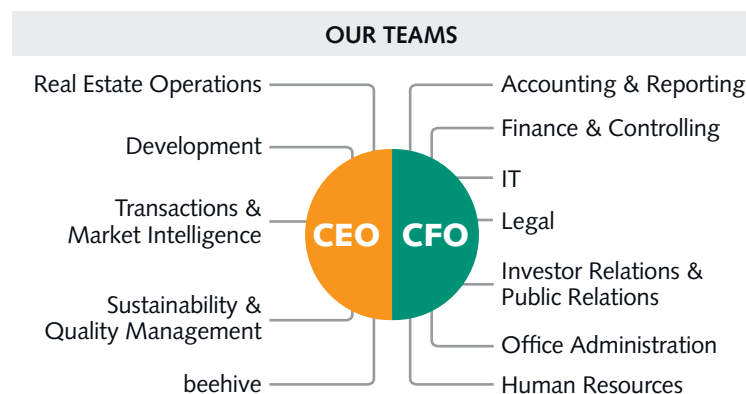 OUR TEAMS
Real Estate Operations
Development
Transactions &
Market Intelligence
Sustainability &
Quality Management
beehive
CEO
CFO
Accounting & Reporting
Finance & Controlling
IT
Legal
Investor Relations &
Public Relations
Office Administration
Human Resources